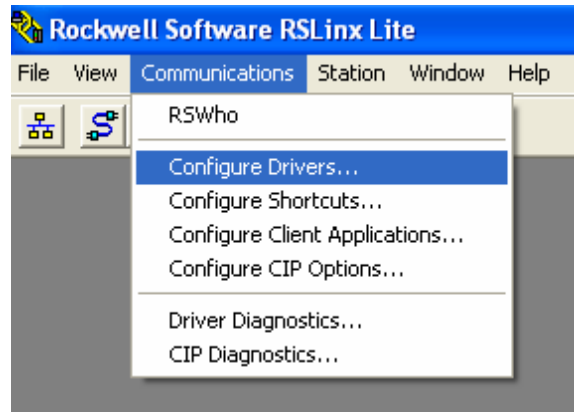 Rockwell Software RSLinx Lite
File View Communications Station Window Help
RSWho
Configure Drivers...
Configure Shortcuts...
Configure Client Applications...
Configure CIP Options...
Driver Diagnostics...
CIP Diagnostics...